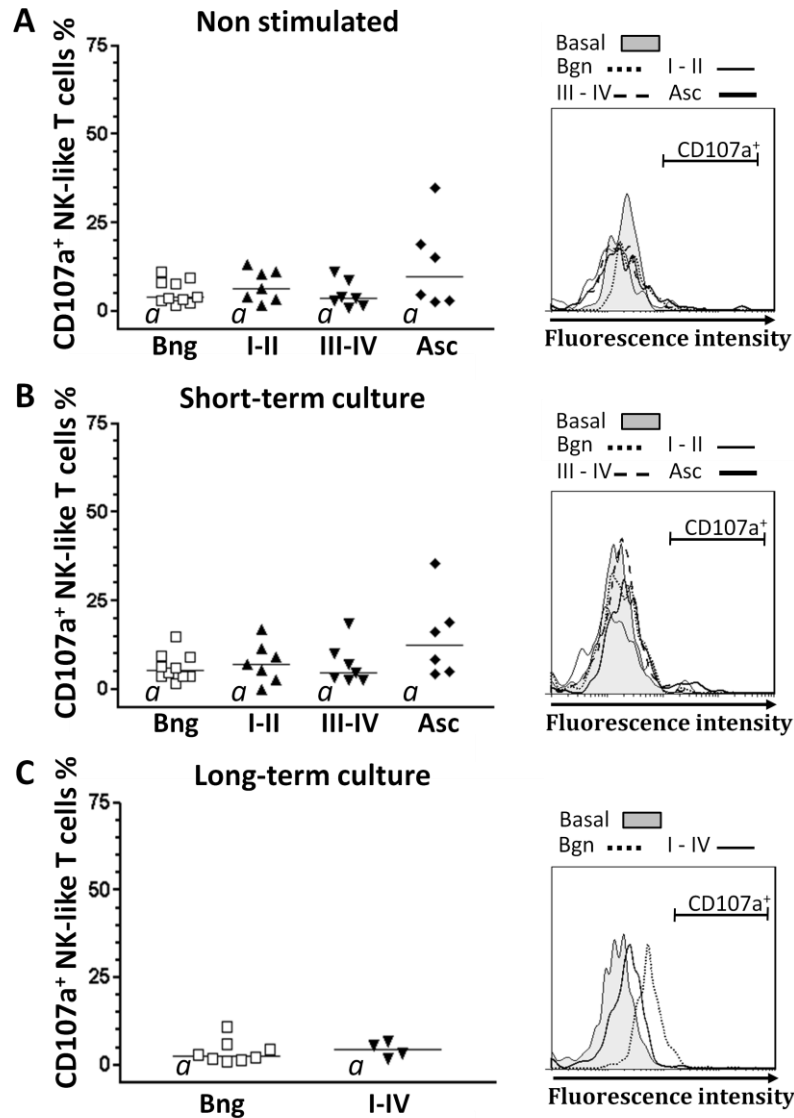 A
Non stimulated
CD107a⁺ NK-like T cells %
75
50
25
0
a a a a
Bng I-II III-IV Asc
Basal
Bgn I - II
III - IV Asc
CD107a⁺
Fluorescence intensity
B
Short-term culture
CD107a⁺ NK-like T cells %
75
50
25
0
a a a a
Bng I-II III-IV Asc
Basal
Bgn I - II
III - IV Asc
CD107a⁺
Fluorescence intensity
C
Long-term culture
CD107a⁺ NK-like T cells %
75
50
25
0
a a
Bng I-IV
Basal
Bgn I - IV
CD107a⁺
Fluorescence intensity